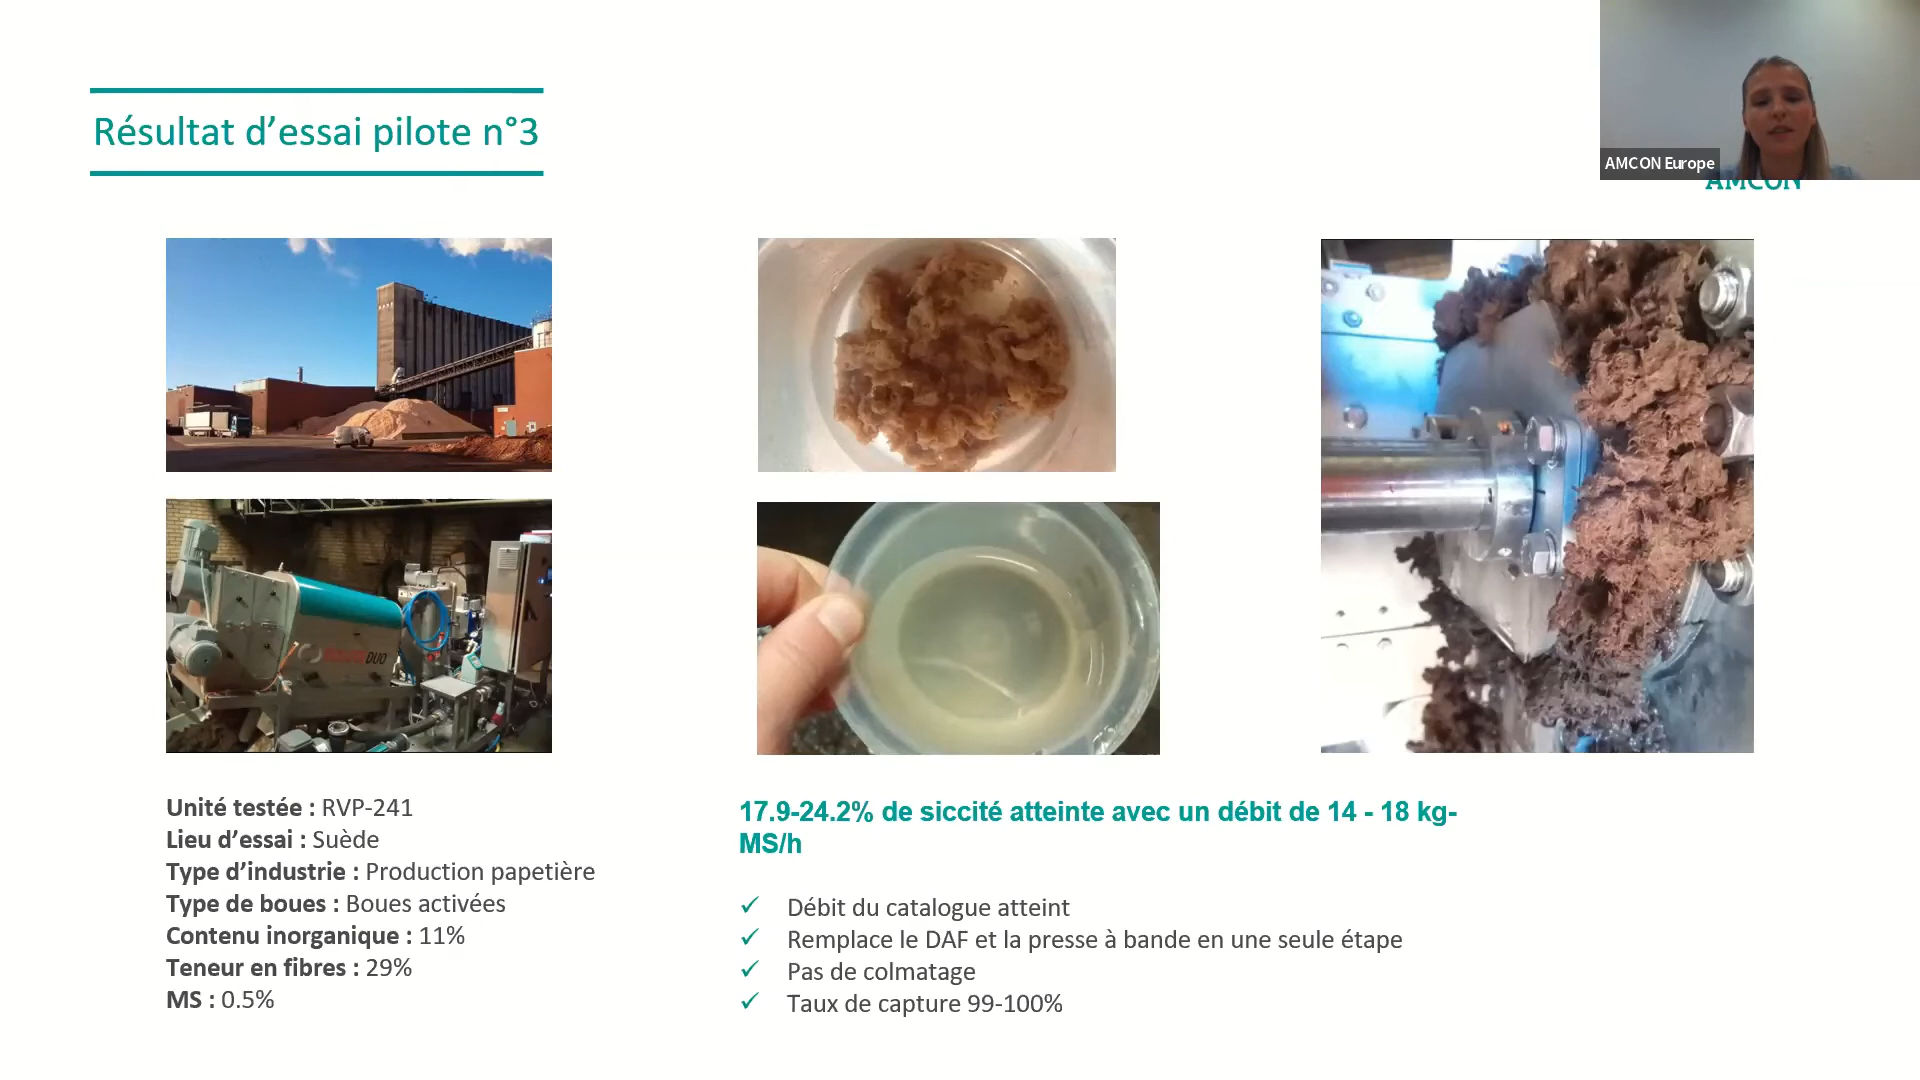 Résultat d’essai pilote n°3
AMCON Europe
AMCON
DUO
Unité testée : RVP-241
Lieu d’essai : Suède
Type d’industrie : Production papetière
Type de boues : Boues activées
Contenu inorganique : 11%
Teneur en fibres : 29%
MS : 0.5%
17.9-24.2% de siccité atteinte avec un débit de 14 - 18 kg-
MS/h
✓ Débit du catalogue atteint
✓ Remplace le DAF et la presse à bande en une seule étape
✓ Pas de colmatage
✓ Taux de capture 99-100%